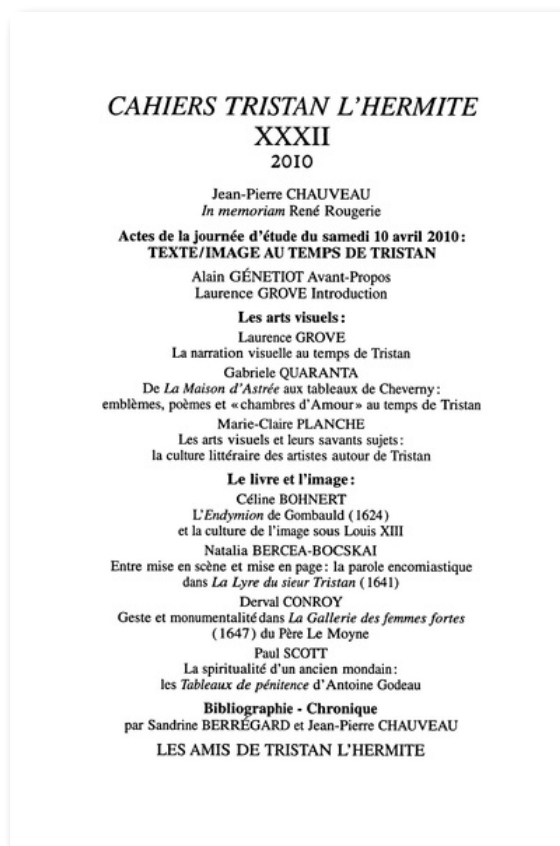 CAHIERS TRISTAN L'HERMITE
XXXII
2010
Jean-Pierre CHAUVEAU
In memoriam René Rougerie
Actes de la journée d'étude du samedi 10 avril 2010:
TEXTE/IMAGE AU TEMPS DE TRISTAN
Alain GÉNETIOT Avant-Propos
Laurence GROVE Introduction
Les arts visuels:
Laurence GROVE
La narration visuelle au temps de Tristan
Gabriele QUARANTA
De La Maison d'Astrée aux tableaux de Cheverny:
emblèmes, poèmes et «chambres d'Amour» au temps de Tristan
Marie-Claire PLANCHE
Les arts visuels et leurs savants sujets:
la culture littéraire des artistes autour de Tristan
Le livre et l'image:
Céline BOHNERT
L'Endymion de Gombauld (1624)
et la culture de l'image sous Louis XIII
Natalia BERCEA-BOCSKAI
Entre mise en scène et mise en page: la parole encomiastique
dans La Lyre du sieur Tristan (1641)
Derval CONROY
Geste et monumentalité dans La Gallerie des femmes fortes
(1647) du Père Le Moyne
Paul SCOTT
La spiritualité d'un ancien mondain:
les Tableaux de pénitence d'Antoine Godeau
Bibliographie - Chronique
par Sandrine BERRÉGARD et Jean-Pierre CHAUVEAU
LES AMIS DE TRISTAN L'HERMITE